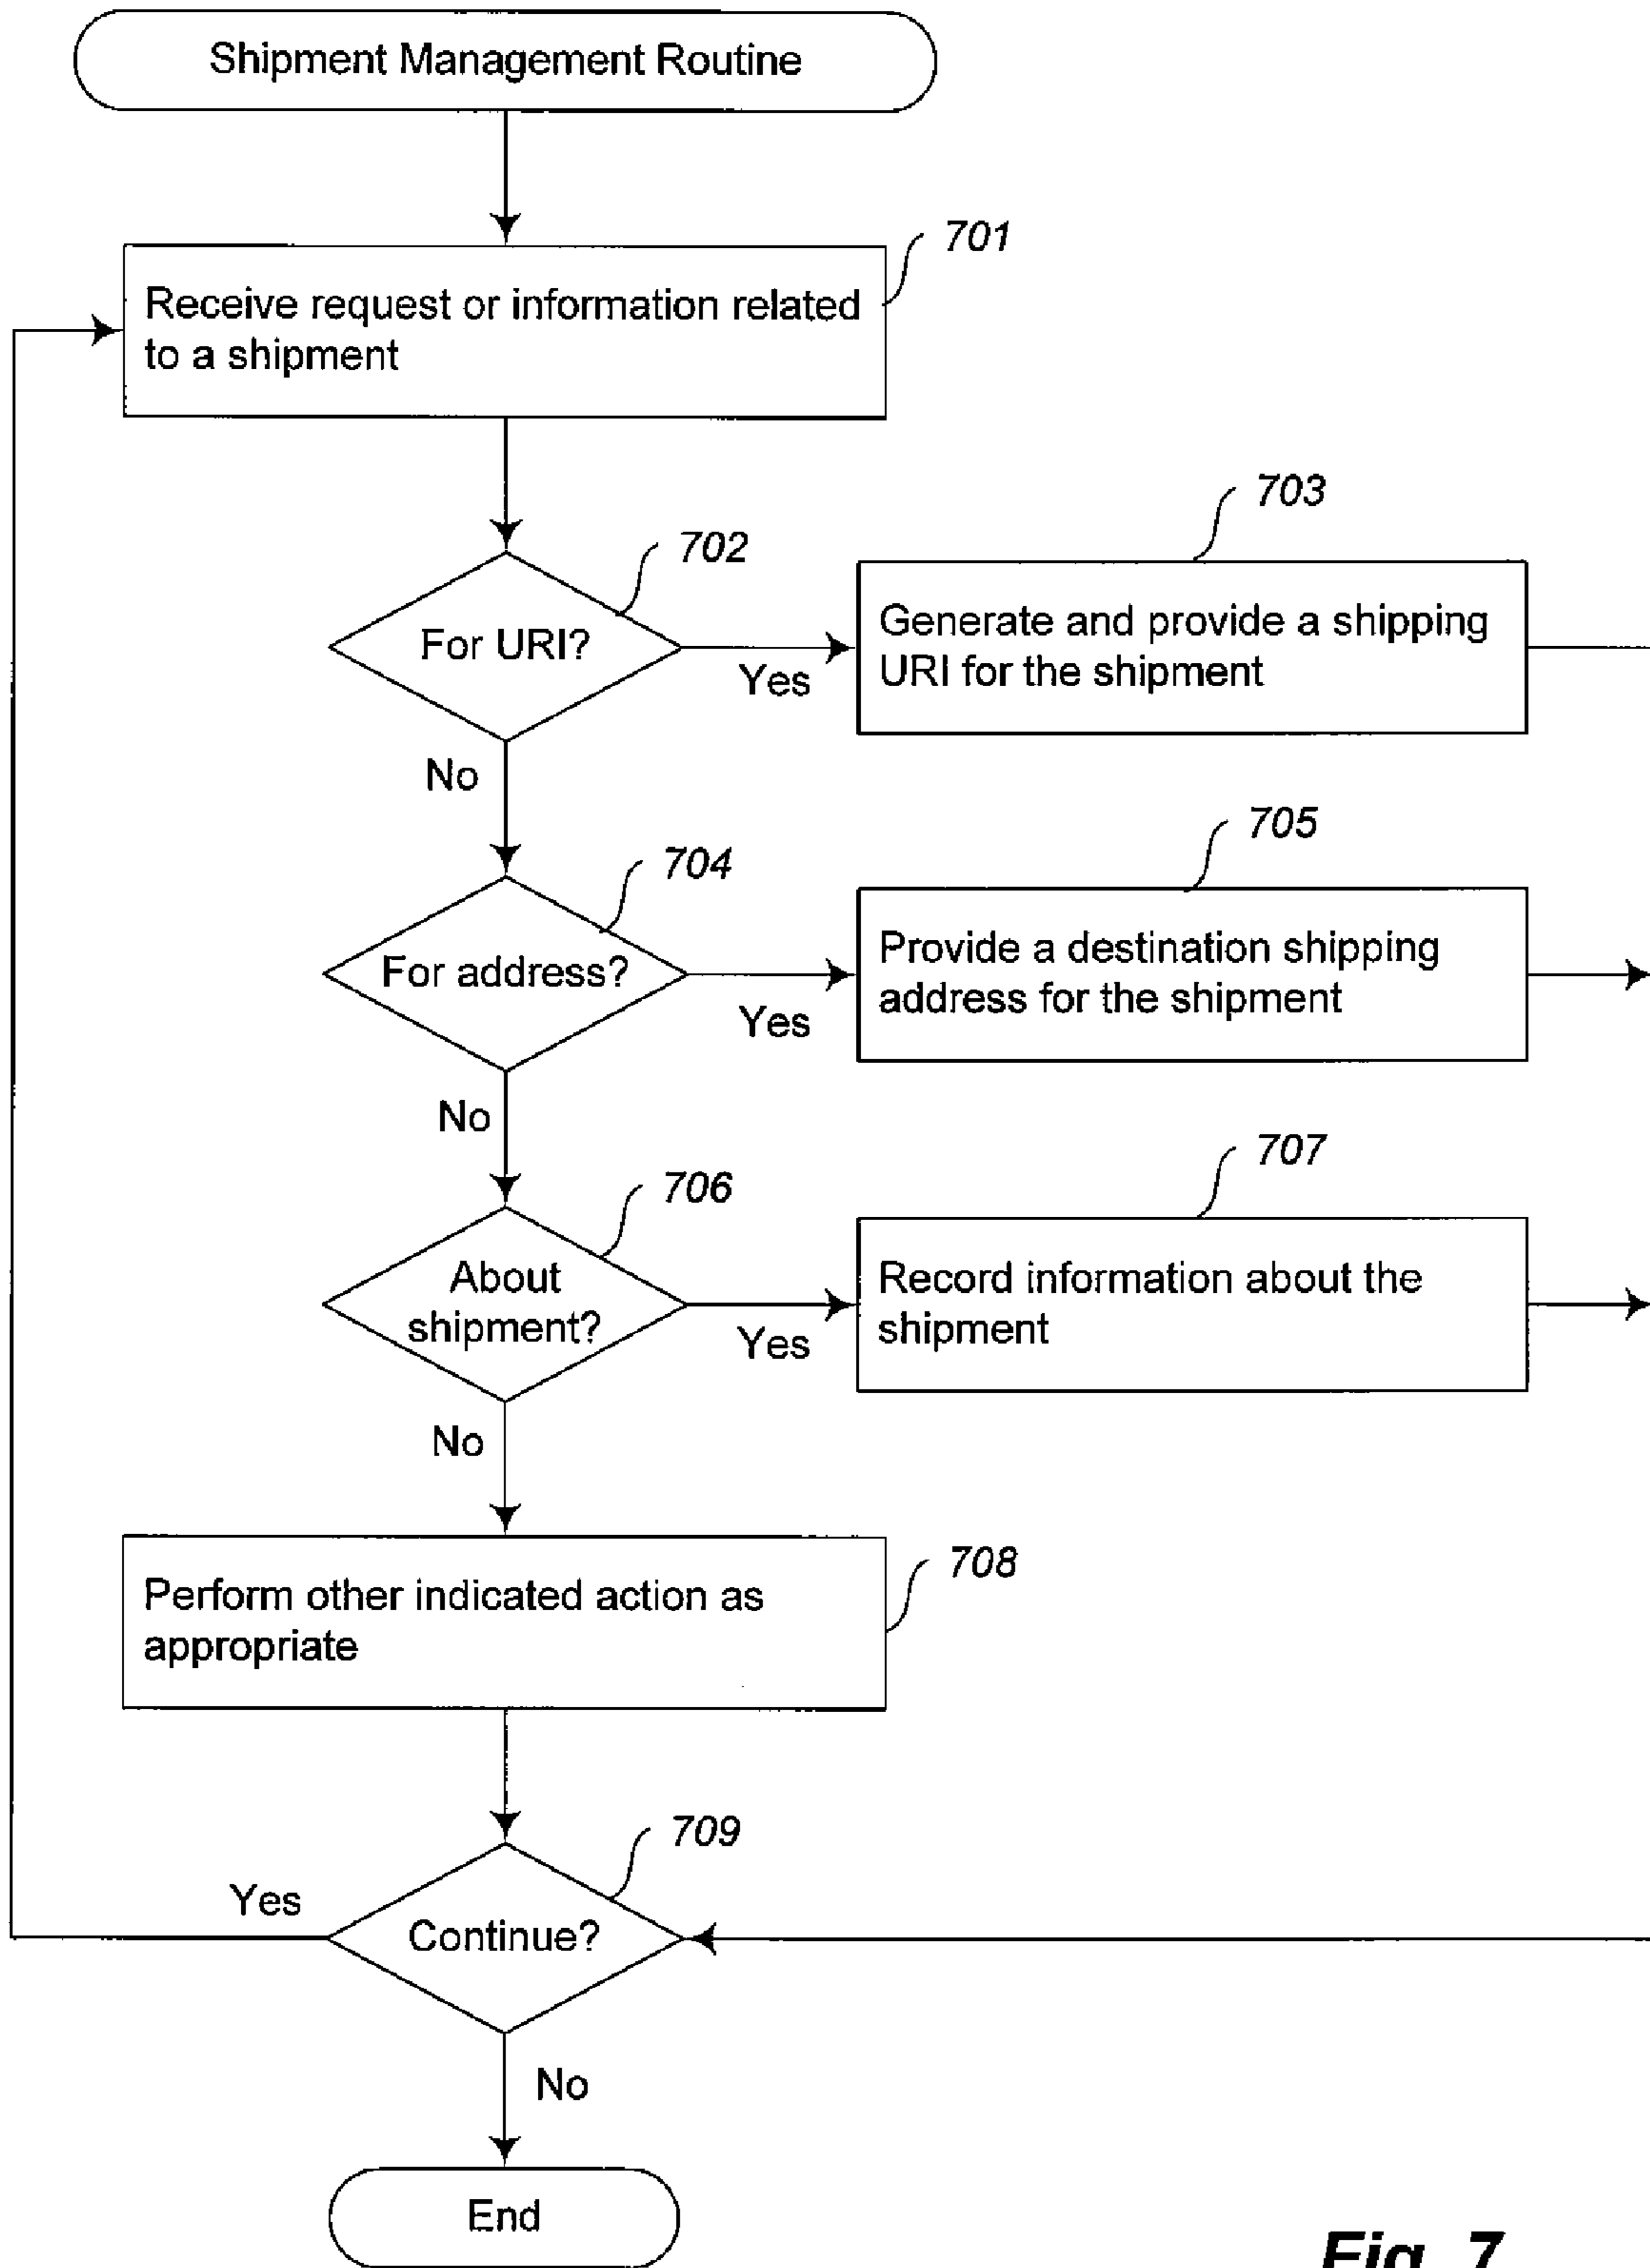 Shipment Management Routine
701
Receive request or information related
to a shipment
703
702
For URI?
Yes
Generate and provide a shipping
URI for the shipment
No
705
704
For address?
Yes
Provide a destination shipping
address for the shipment
No
707
706
About
shipment?
Yes
Record information about the
shipment
No
708
Perform other indicated action as
appropriate
709
Yes
Continue?
No
End
Fig. 7